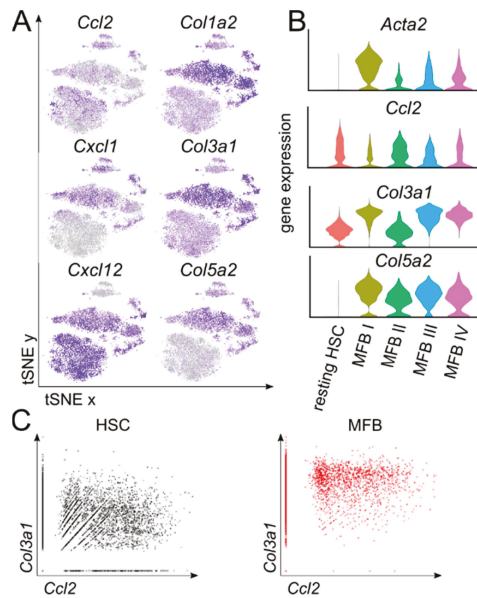 A
Ccl2
Col1a2
Cxcl1
Col3a1
Cxcl12
Col5a2
tSNE y
tSNE x
B
Acta2
Ccl2
Col3a1
Col5a2
gene expression
resting HSC
MFB I
MFB II
MFB III
MFB IV
C
HSC
MFB
Col3a1
Ccl2
Col3a1
Ccl2